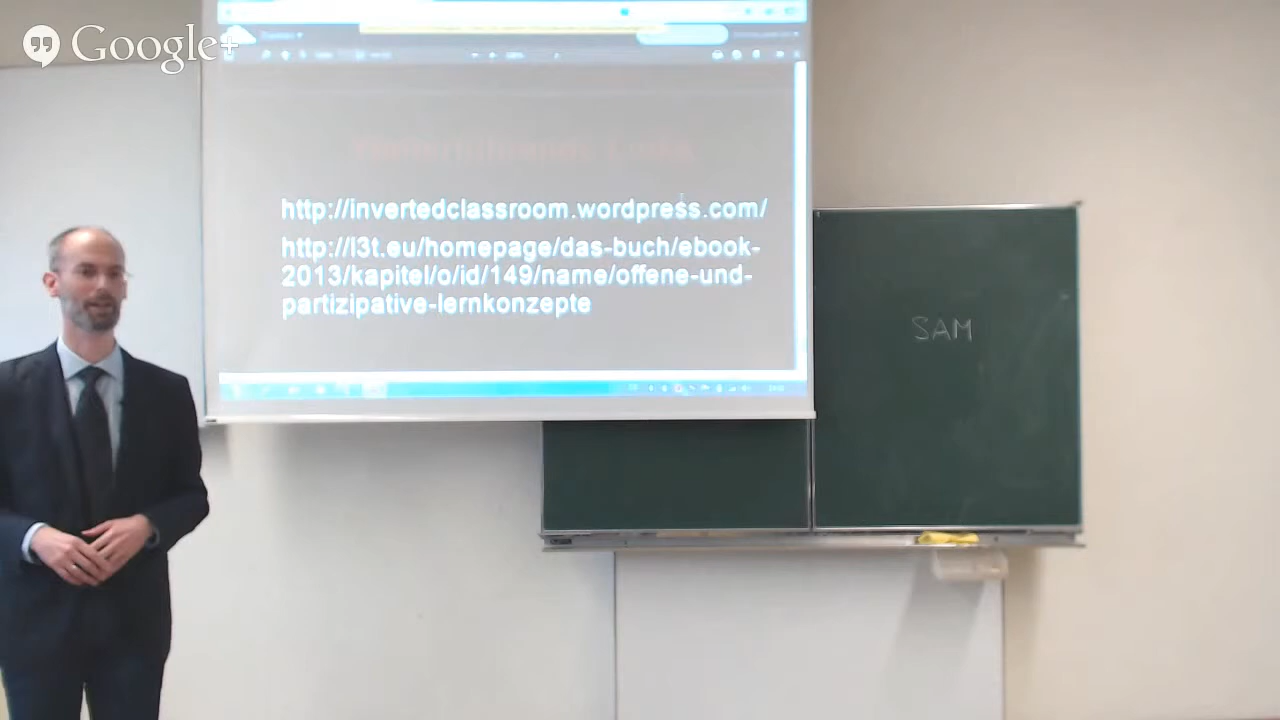 Google+
http://invertedclassroom.wordpress.com/
http://l3t.eu/homepage/das-buch/ebook-
2013/kapitel/o/id/149/name/offene-und-
partizipative-lernkonzepte
SAM